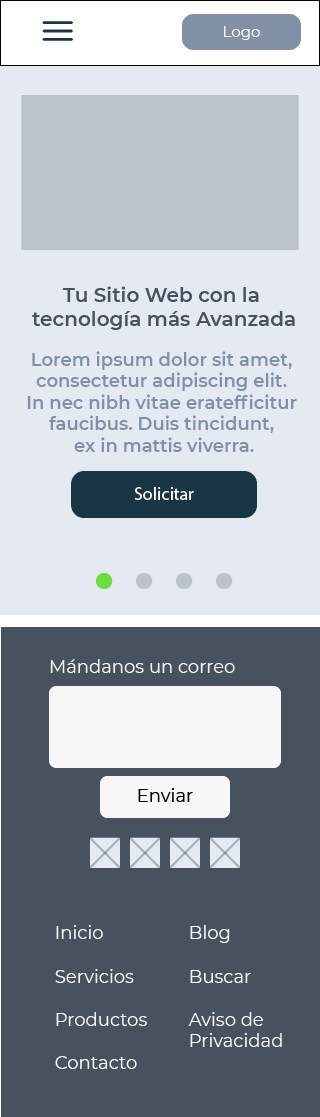 Logo
Tu Sitio Web con la
tecnología más Avanzada
Lorem ipsum dolor sit amet,
consectetur adipiscing elit.
In nec nibh vitae eratefficitur
faucibus. Duis tincidunt,
ex in mattis viverra.
Solicitar
Mándanos un correo
Enviar
Inicio
Blog
Servicios
Buscar
Productos
Aviso de
Privacidad
Contacto